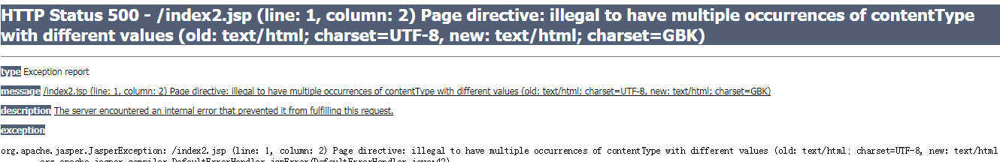 HTTP Status 500 - /index2.jsp (line: 1, column: 2) Page directive: illegal to have multiple occurrences of contentType
with different values (old: text/html; charset=UTF-8, new: text/html; charset=GBK)
type Exception report
message /index2.jsp (line: 1, column: 2) Page directive: illegal to have multiple occurrences of contentType with different values (old: text/html; charset=UTF-8, new: text/html; charset=GBK)
description The server encountered an internal error that prevented it from fulfilling this request.
exception
org.apache.jasper.JasperException: /index2.jsp (line: 1, column: 2) Page directive: illegal to have multiple occurrences of contentType with different values (old: text/html; charset=UTF-8, new: text/html